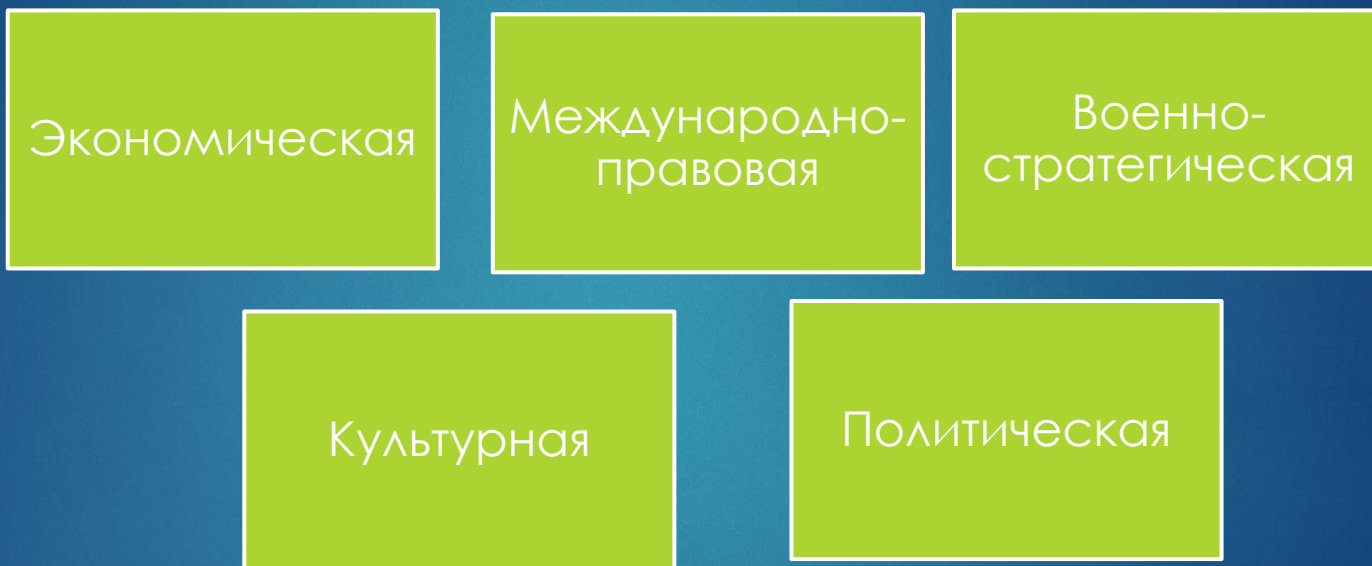 Экономическая
Международно-
правовая
Военно-
стратегическая
Культурная
Политическая